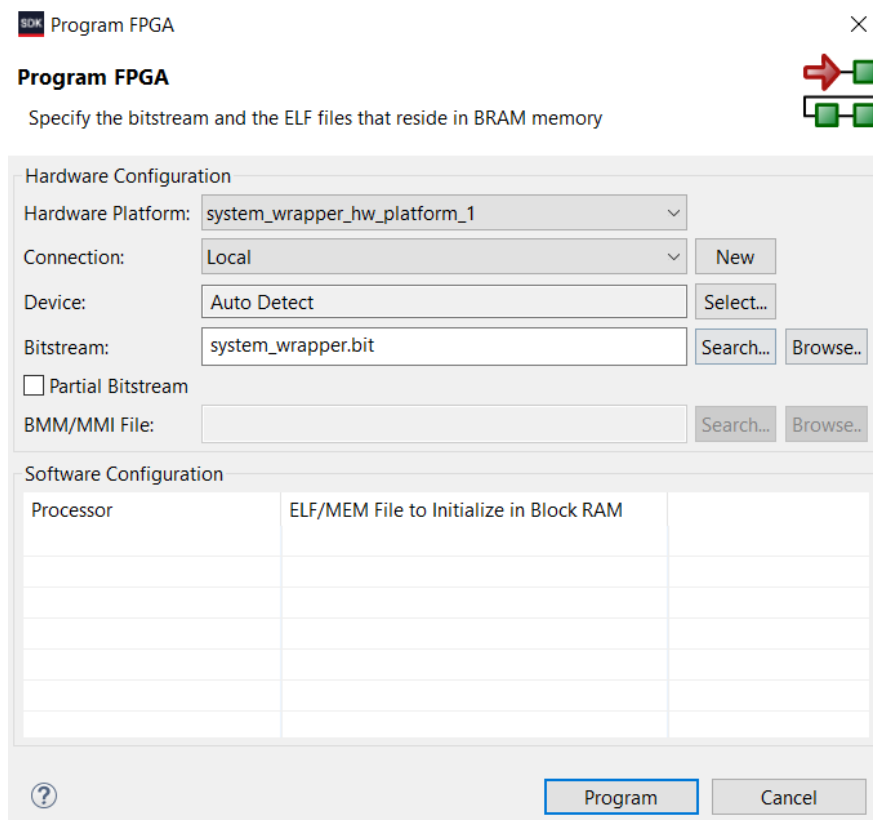 SDK Program FPGA
Program FPGA
Specify the bitstream and the ELF files that reside in BRAM memory
Hardware Configuration
Hardware Platform: system_wrapper_hw_platform_1
Connection: Local New
Device: Auto Detect Select...
Bitstream: system_wrapper.bit Search... Browse..
Partial Bitstream
BMM/MMI File: Search... Browse..
Software Configuration
Processor ELF/MEM File to Initialize in Block RAM
? Program Cancel